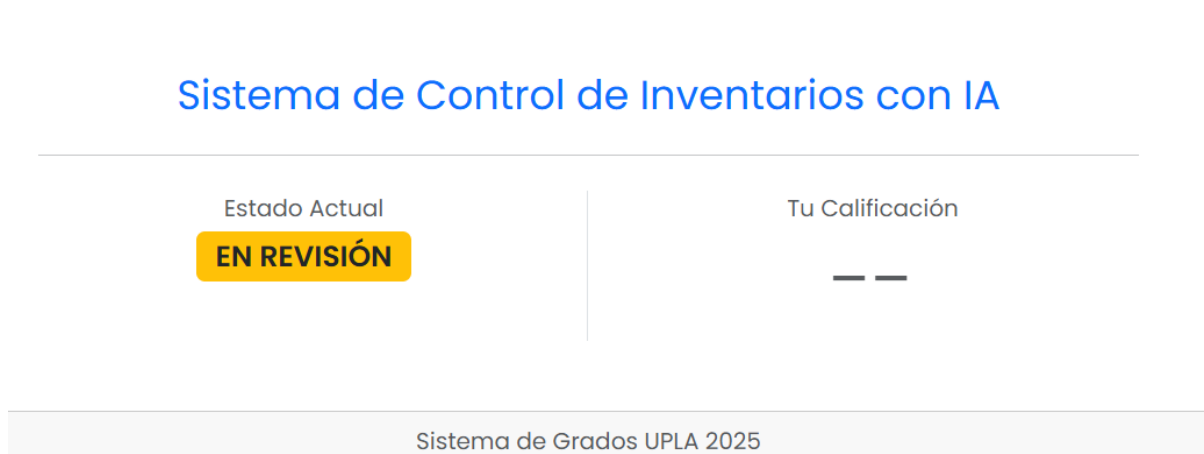 Sistema de Control de Inventarios con IA
Estado Actual
EN REVISIÓN
Tu Calificación
– –
Sistema de Grados UPLA 2025